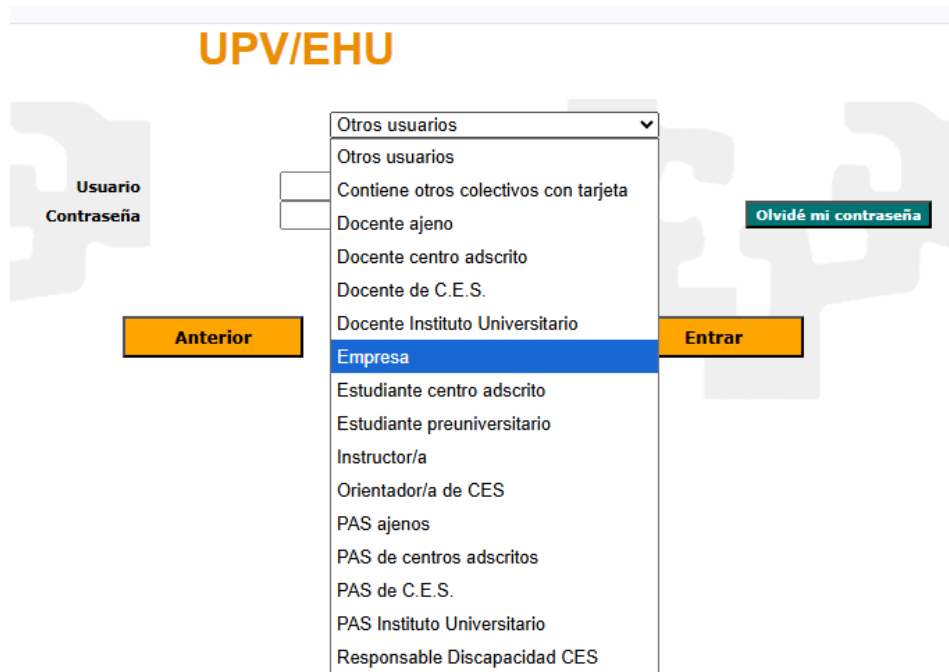 UPV/EHU
Otros usuarios
Otros usuarios
Usuario
Contiene otros colectivos con tarjeta
Contraseña
Olvidé mi contraseña
Docente ajeno
Docente centro adscrito
Docente de C.E.S.
Docente Instituto Universitario
Anterior
Entrar
Empresa
Estudiante centro adscrito
Estudiante preuniversitario
Instructor/a
Orientador/a de CES
PAS ajenos
PAS de centros adscritos
PAS de C.E.S.
PAS Instituto Universitario
Responsable Discapacidad CES